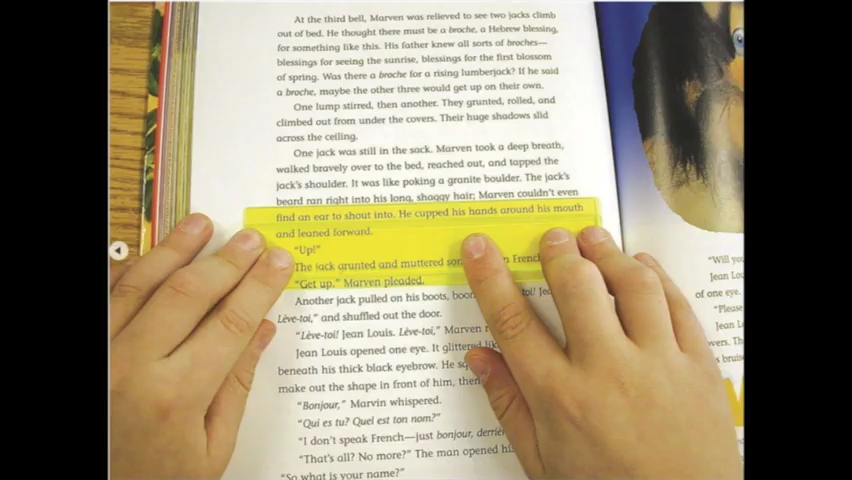 At the third bell, Marven was relieved to see two jacks climb
out of bed. He thought there must be a broche, a Hebrew blessing,
for something like this. His father knew all sorts of broches—
blessings for seeing the sunrise, blessings for the first blossom
of spring. Was there a broche for a rising lumberjack? If he said
a broche, maybe the other three would get up on their own.
One lump stirred, then another. They grunted, rolled, and
climbed out from under the covers. Their huge shadows slid
across the ceiling.
One jack was still in the sack. Marven took a deep breath,
walked bravely over to the bed, reached out, and tapped the
jack's shoulder. It was like poking a granite boulder. The jack's
beard ran right into his long, shaggy hair; Marven couldn't even
find an ear to shout into. He cupped his hands around his mouth
and leaned forward.
"Up!"
The jack grunted and muttered French
"Get up," Marven pleaded.
Another jack pulled on his boots,
Lève-toi," and shuffled out the door.
"Lève-toi! Jean Louis. Lève-toi," Marven
Jean Louis opened one eye. It glittered
beneath his thick black eyebrow. He
make out the shape in front of him,
"Bonjour," Marvin whispered.
"Qui es tu? Quel est ton nom?"
"I don't speak French—just bonjour,
"That's all? No more?" The man opened
"So what is your name?"
"Will
Jean
of one eye.
"Please
Jean